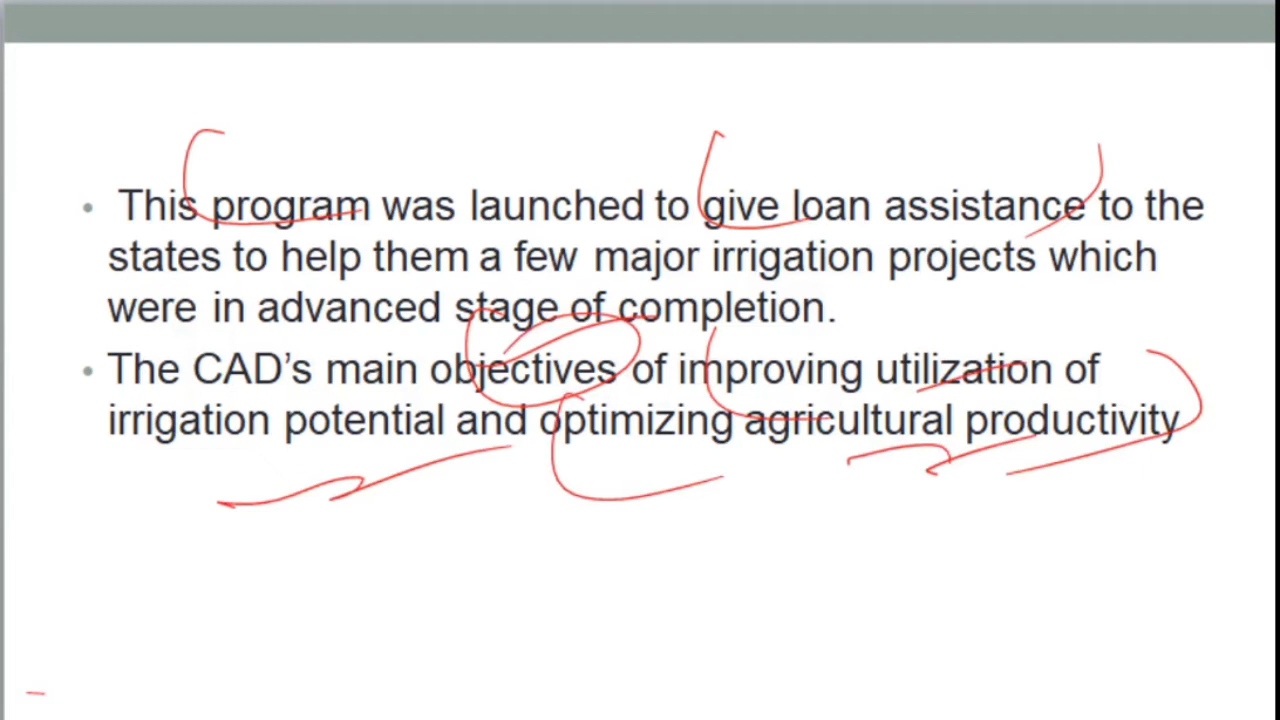 • This program was launched to give loan assistance to the
states to help them a few major irrigation projects which
were in advanced stage of completion.
• The CAD’s main objectives of improving utilization of
irrigation potential and optimizing agricultural productivity